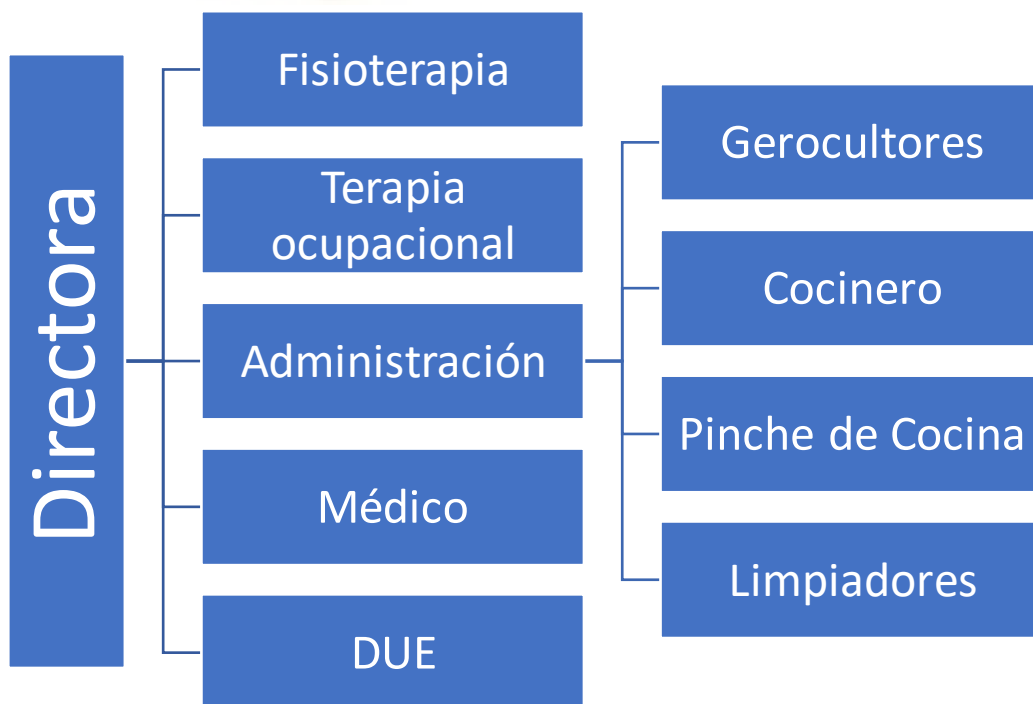 Directora
Fisioterapia
Terapia
ocupacional
Administración
Médico
DUE
Gerocultores
Cocinero
Pinche de Cocina
Limpiadores